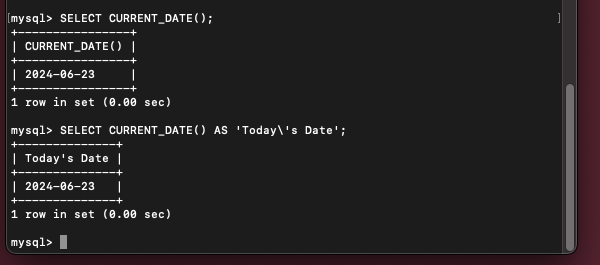 [mysql> SELECT CURRENT_DATE(); ]
+----------------+
| CURRENT_DATE() |
+----------------+
| 2024-06-23     |
+----------------+
1 row in set (0.00 sec)
mysql> SELECT CURRENT_DATE() AS 'Today\'s Date';
+--------------+
| Today's Date |
+--------------+
| 2024-06-23   |
+--------------+
1 row in set (0.00 sec)
mysql>